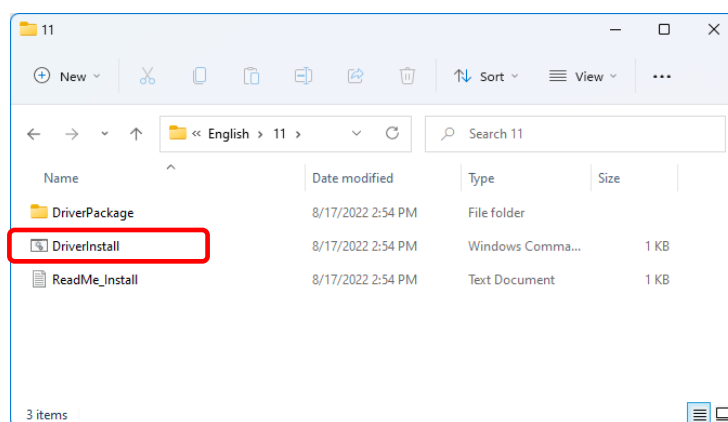 11
New Sort View ...
« English > 11 > Search 11
Name Date modified Type Size
DriverPackage 8/17/2022 2:54 PM File folder
DriverInstall 8/17/2022 2:54 PM Windows Comma... 1 KB
ReadMe_Install 8/17/2022 2:54 PM Text Document 1 KB
3 items